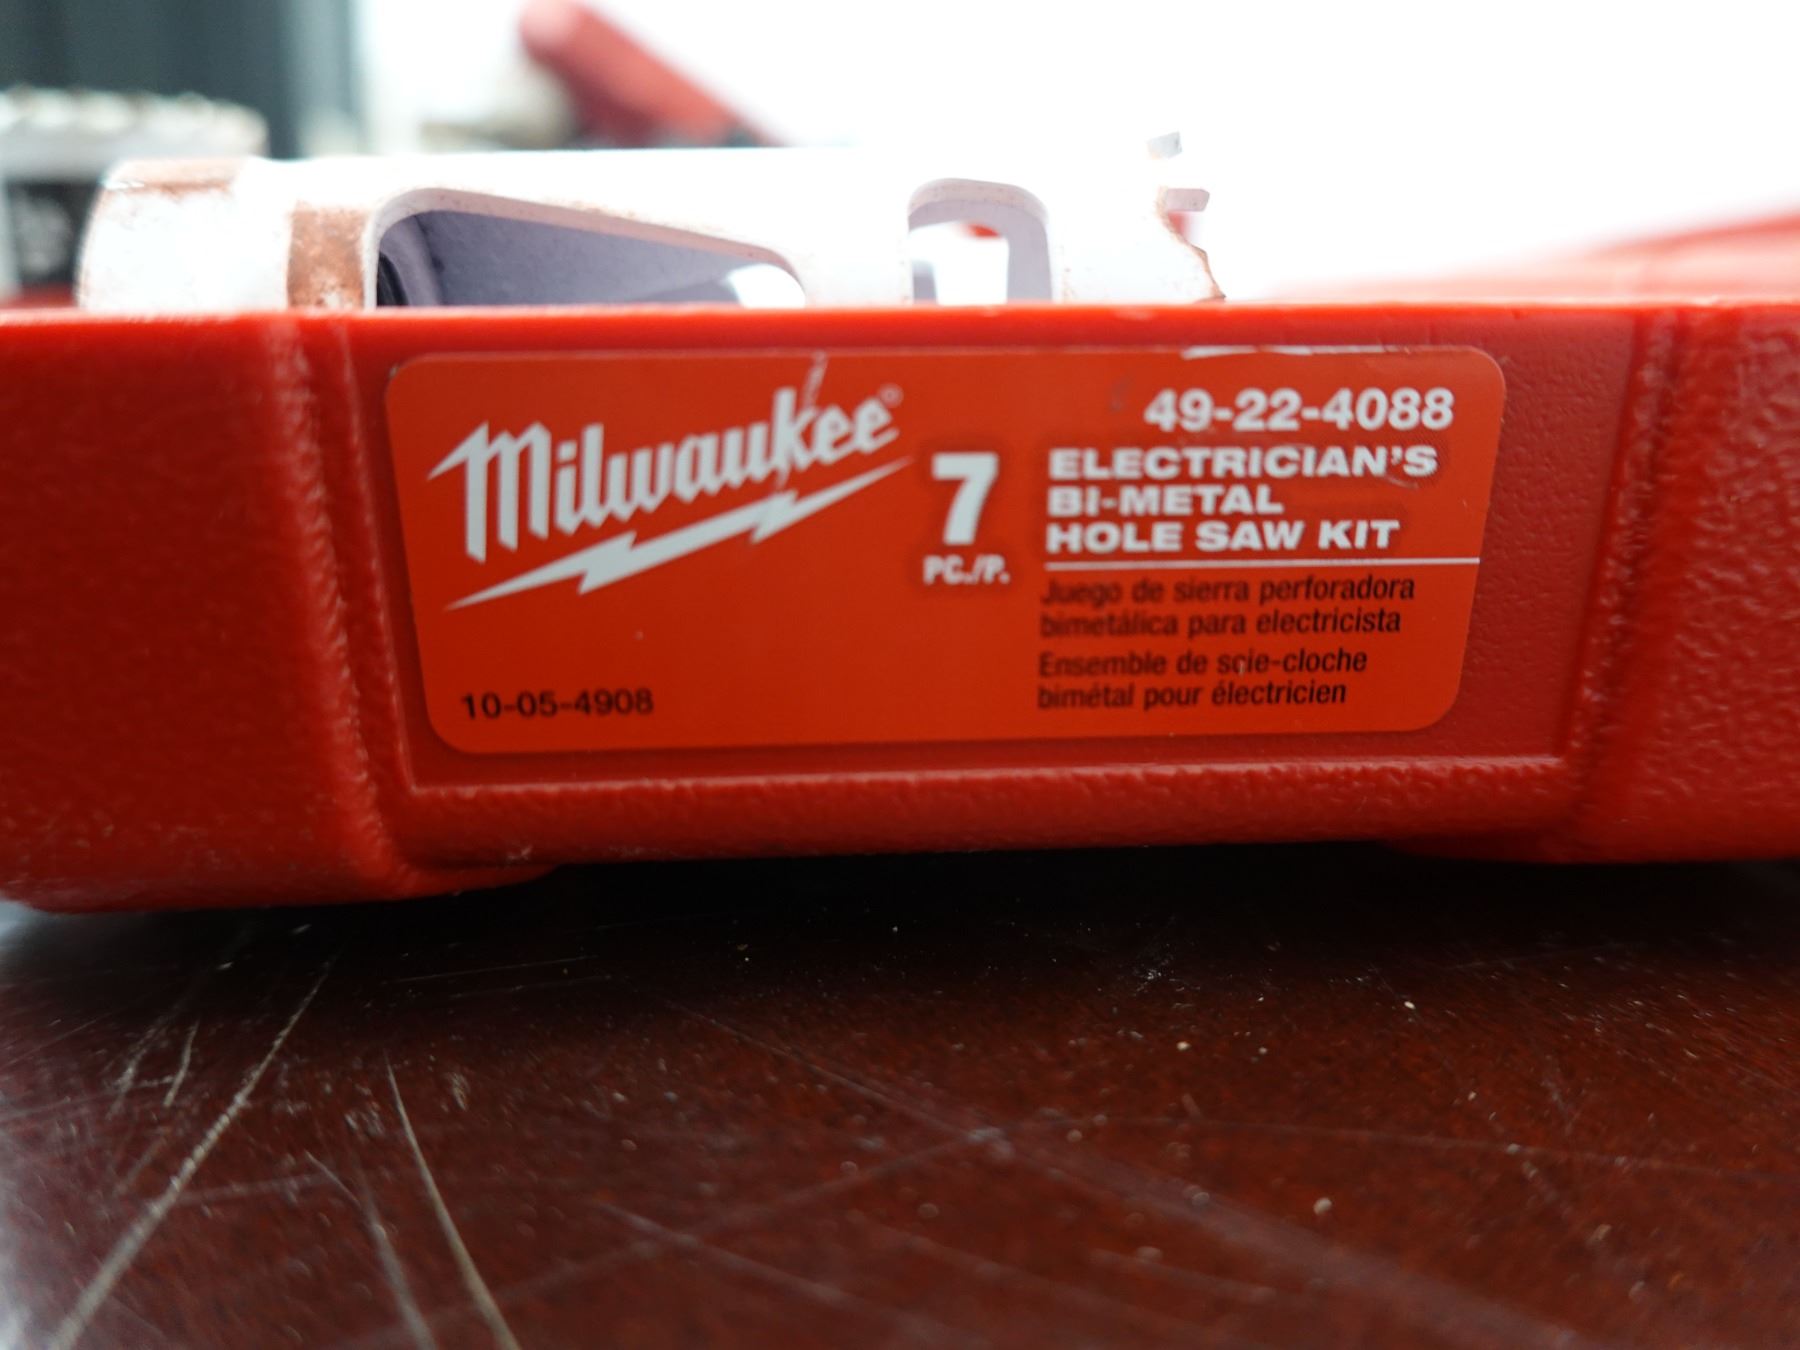 Milwaukee
7
PC./P.
49-22-4088
ELECTRICIAN'S
BI-METAL
HOLE SAW KIT
Juego de sierra perforadora
bimetálica para electricista
Ensemble de scie-cloche
bimétal pour électricien
10-05-4908